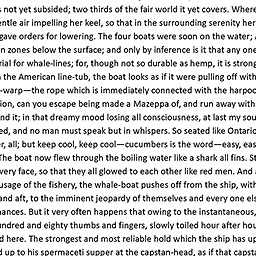 s not yet subsided; two thirds of the fair world it yet covers. Where
entle air impelling her keel, so that in the surrounding serenity her
gave orders for lowering. The four boats were soon on the water; A
n zones below the surface; and only by inference is it that any one
rial for whale-lines; for, though not so durable as hemp, it is strong
n the American line-tub, the boat looks as if it were pulling off with
-warp—the rope which is immediately connected with the harpoo
ion, can you escape being made a Mazeppa of, and run away with
nd it; in that dreamy mood losing all consciousness, at last my sou
ed, and no man must speak but in whispers. So seated like Ontario
er, all; but keep cool, keep cool—cucumbers is the word—easy, eas
The boat now flew through the boiling water like a shark all fins. St
very face, so that they all glowed to each other like red men. And a
usage of the fishery, the whale-boat pushes off from the ship, with
and aft, to the imminent jeopardy of themselves and every one els
nances. But it very often happens that owing to the instantaneous,
undred and eighty thumbs and fingers, slowly toiled hour after hou
d here. The strongest and most reliable hold which the ship has up
d up to his spermaceti supper at the capstan-head, as if that capsta